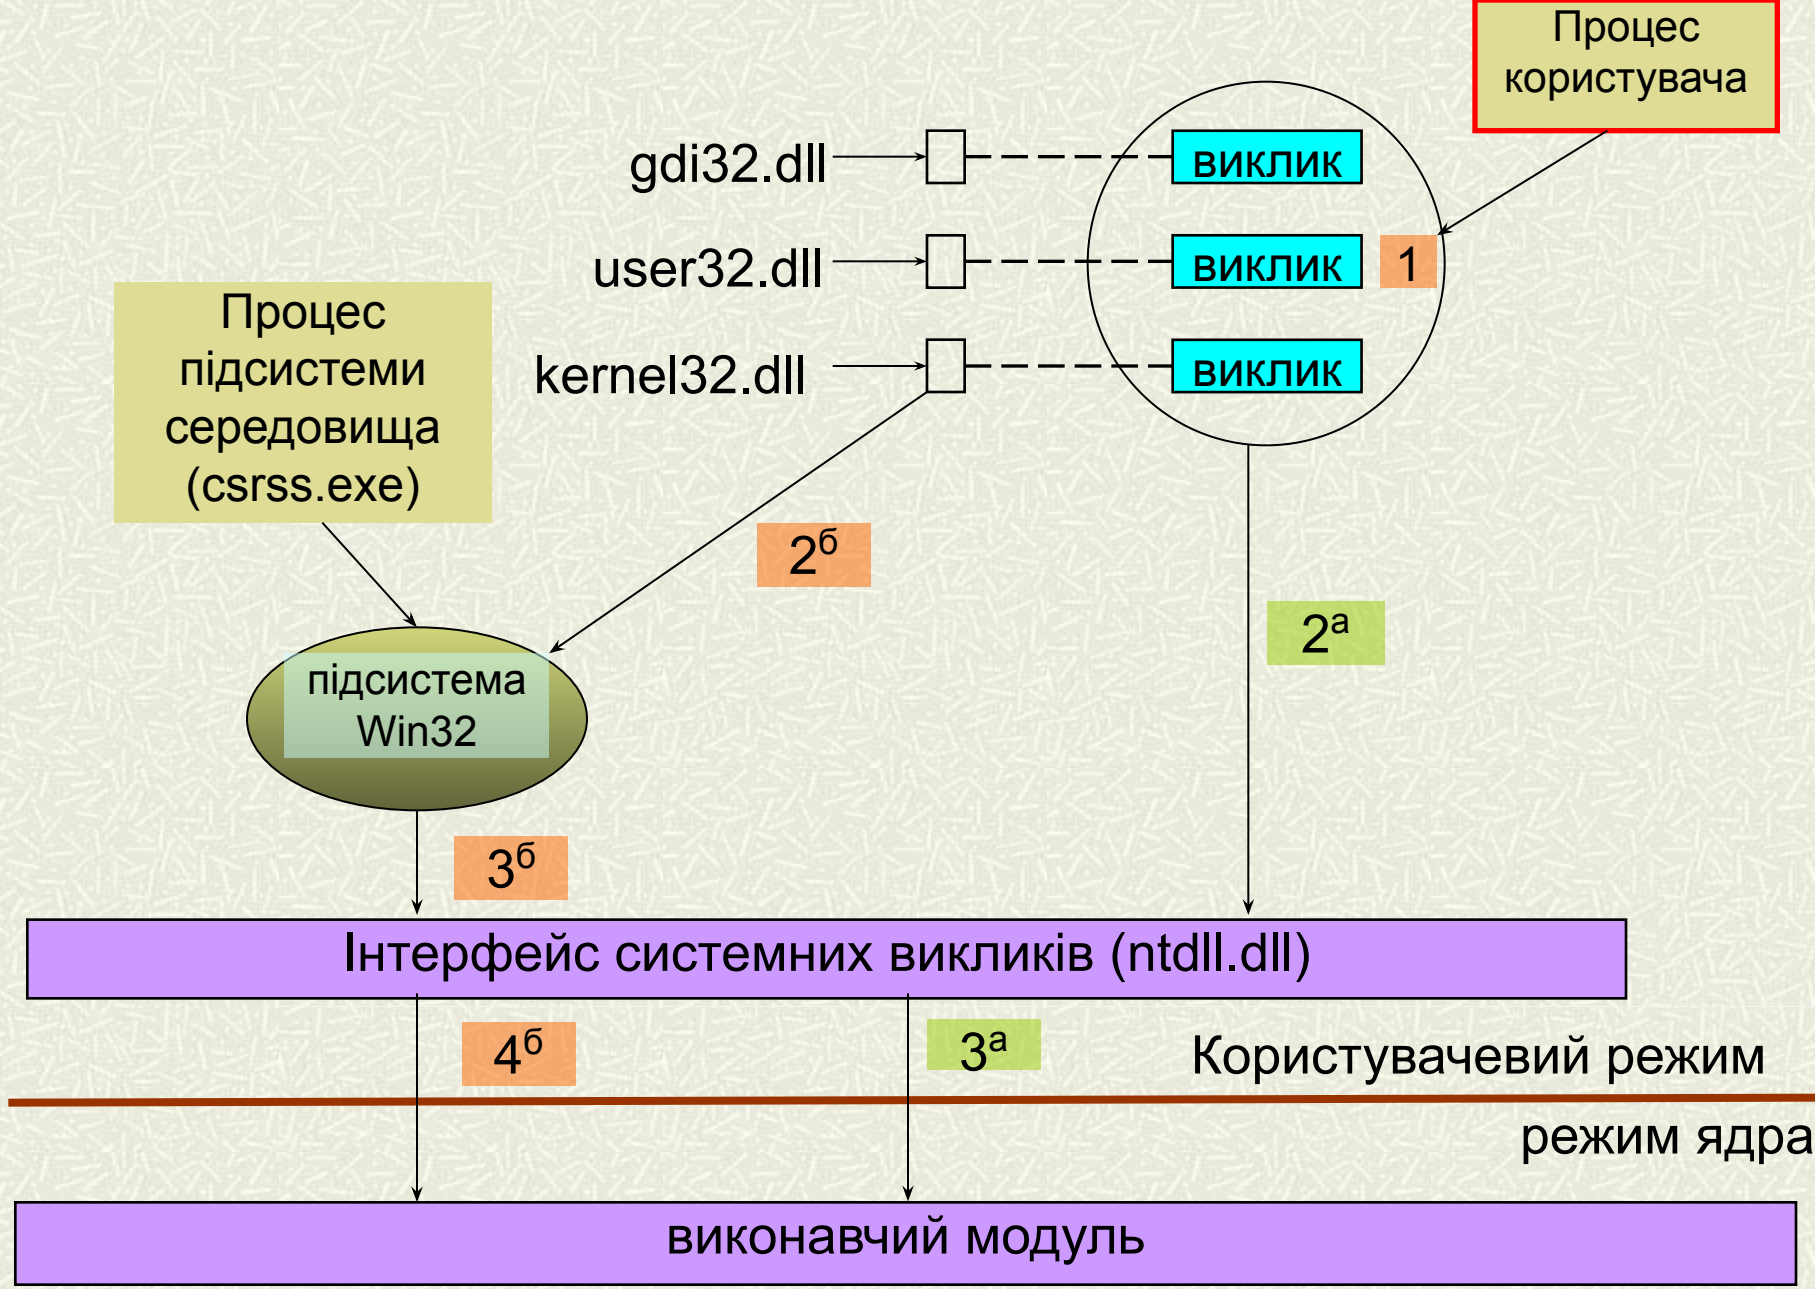 Процес
користувача
gdi32.dll
виклик
user32.dll
виклик
1
kernel32.dll
виклик
Процес
підсистеми
середовища
(csrss.exe)
2б
2а
підсистема
Win32
3б
Інтерфейс системних викликів (ntdll.dll)
4б
3а
Користувачевий режим
режим ядра
виконавчий модуль